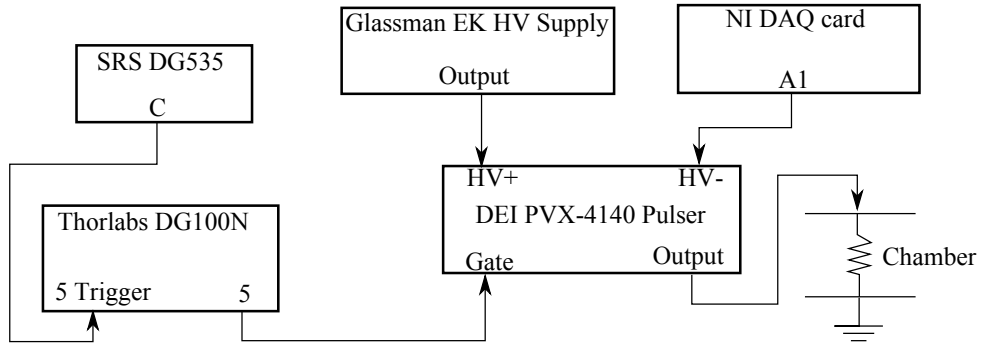 SRS DG535
C
Glassman EK HV Supply
Output
NI DAQ card
A1
Thorlabs DG100N
5 Trigger
5
HV+
HV-
DEI PVX-4140 Pulser
Gate
Output
Chamber